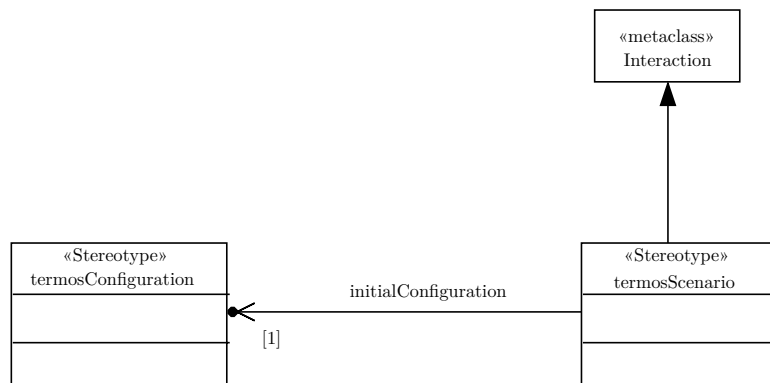 «metaclass»
Interaction
«Stereotype»
termosConfiguration
«Stereotype»
termosScenario
initialConfiguration
[1]